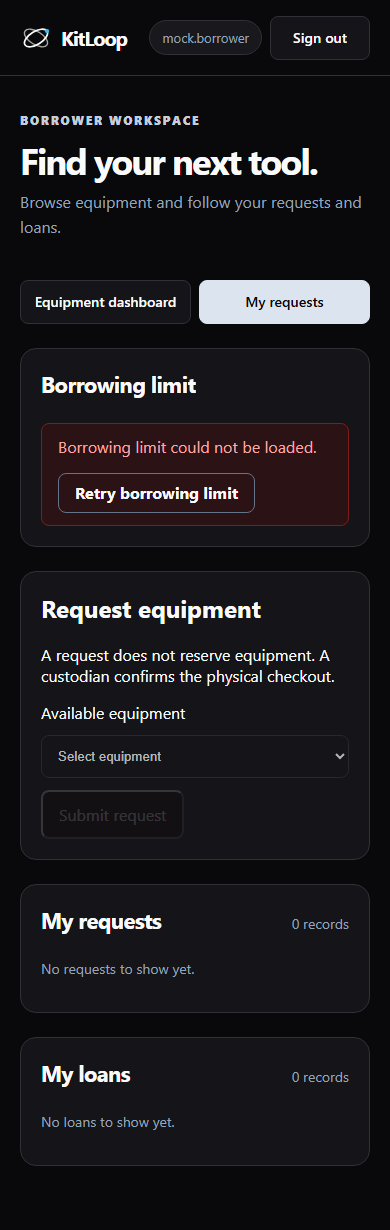 KitLoop
mock.borrower
Sign out
BORROWER WORKSPACE
Find your next tool.
Browse equipment and follow your requests and
loans.
Equipment dashboard
My requests
Borrowing limit
Borrowing limit could not be loaded.
Retry borrowing limit
Request equipment
A request does not reserve equipment. A
custodian confirms the physical checkout.
Available equipment
Select equipment
Submit request
My requests
0 records
No requests to show yet.
My loans
0 records
No loans to show yet.